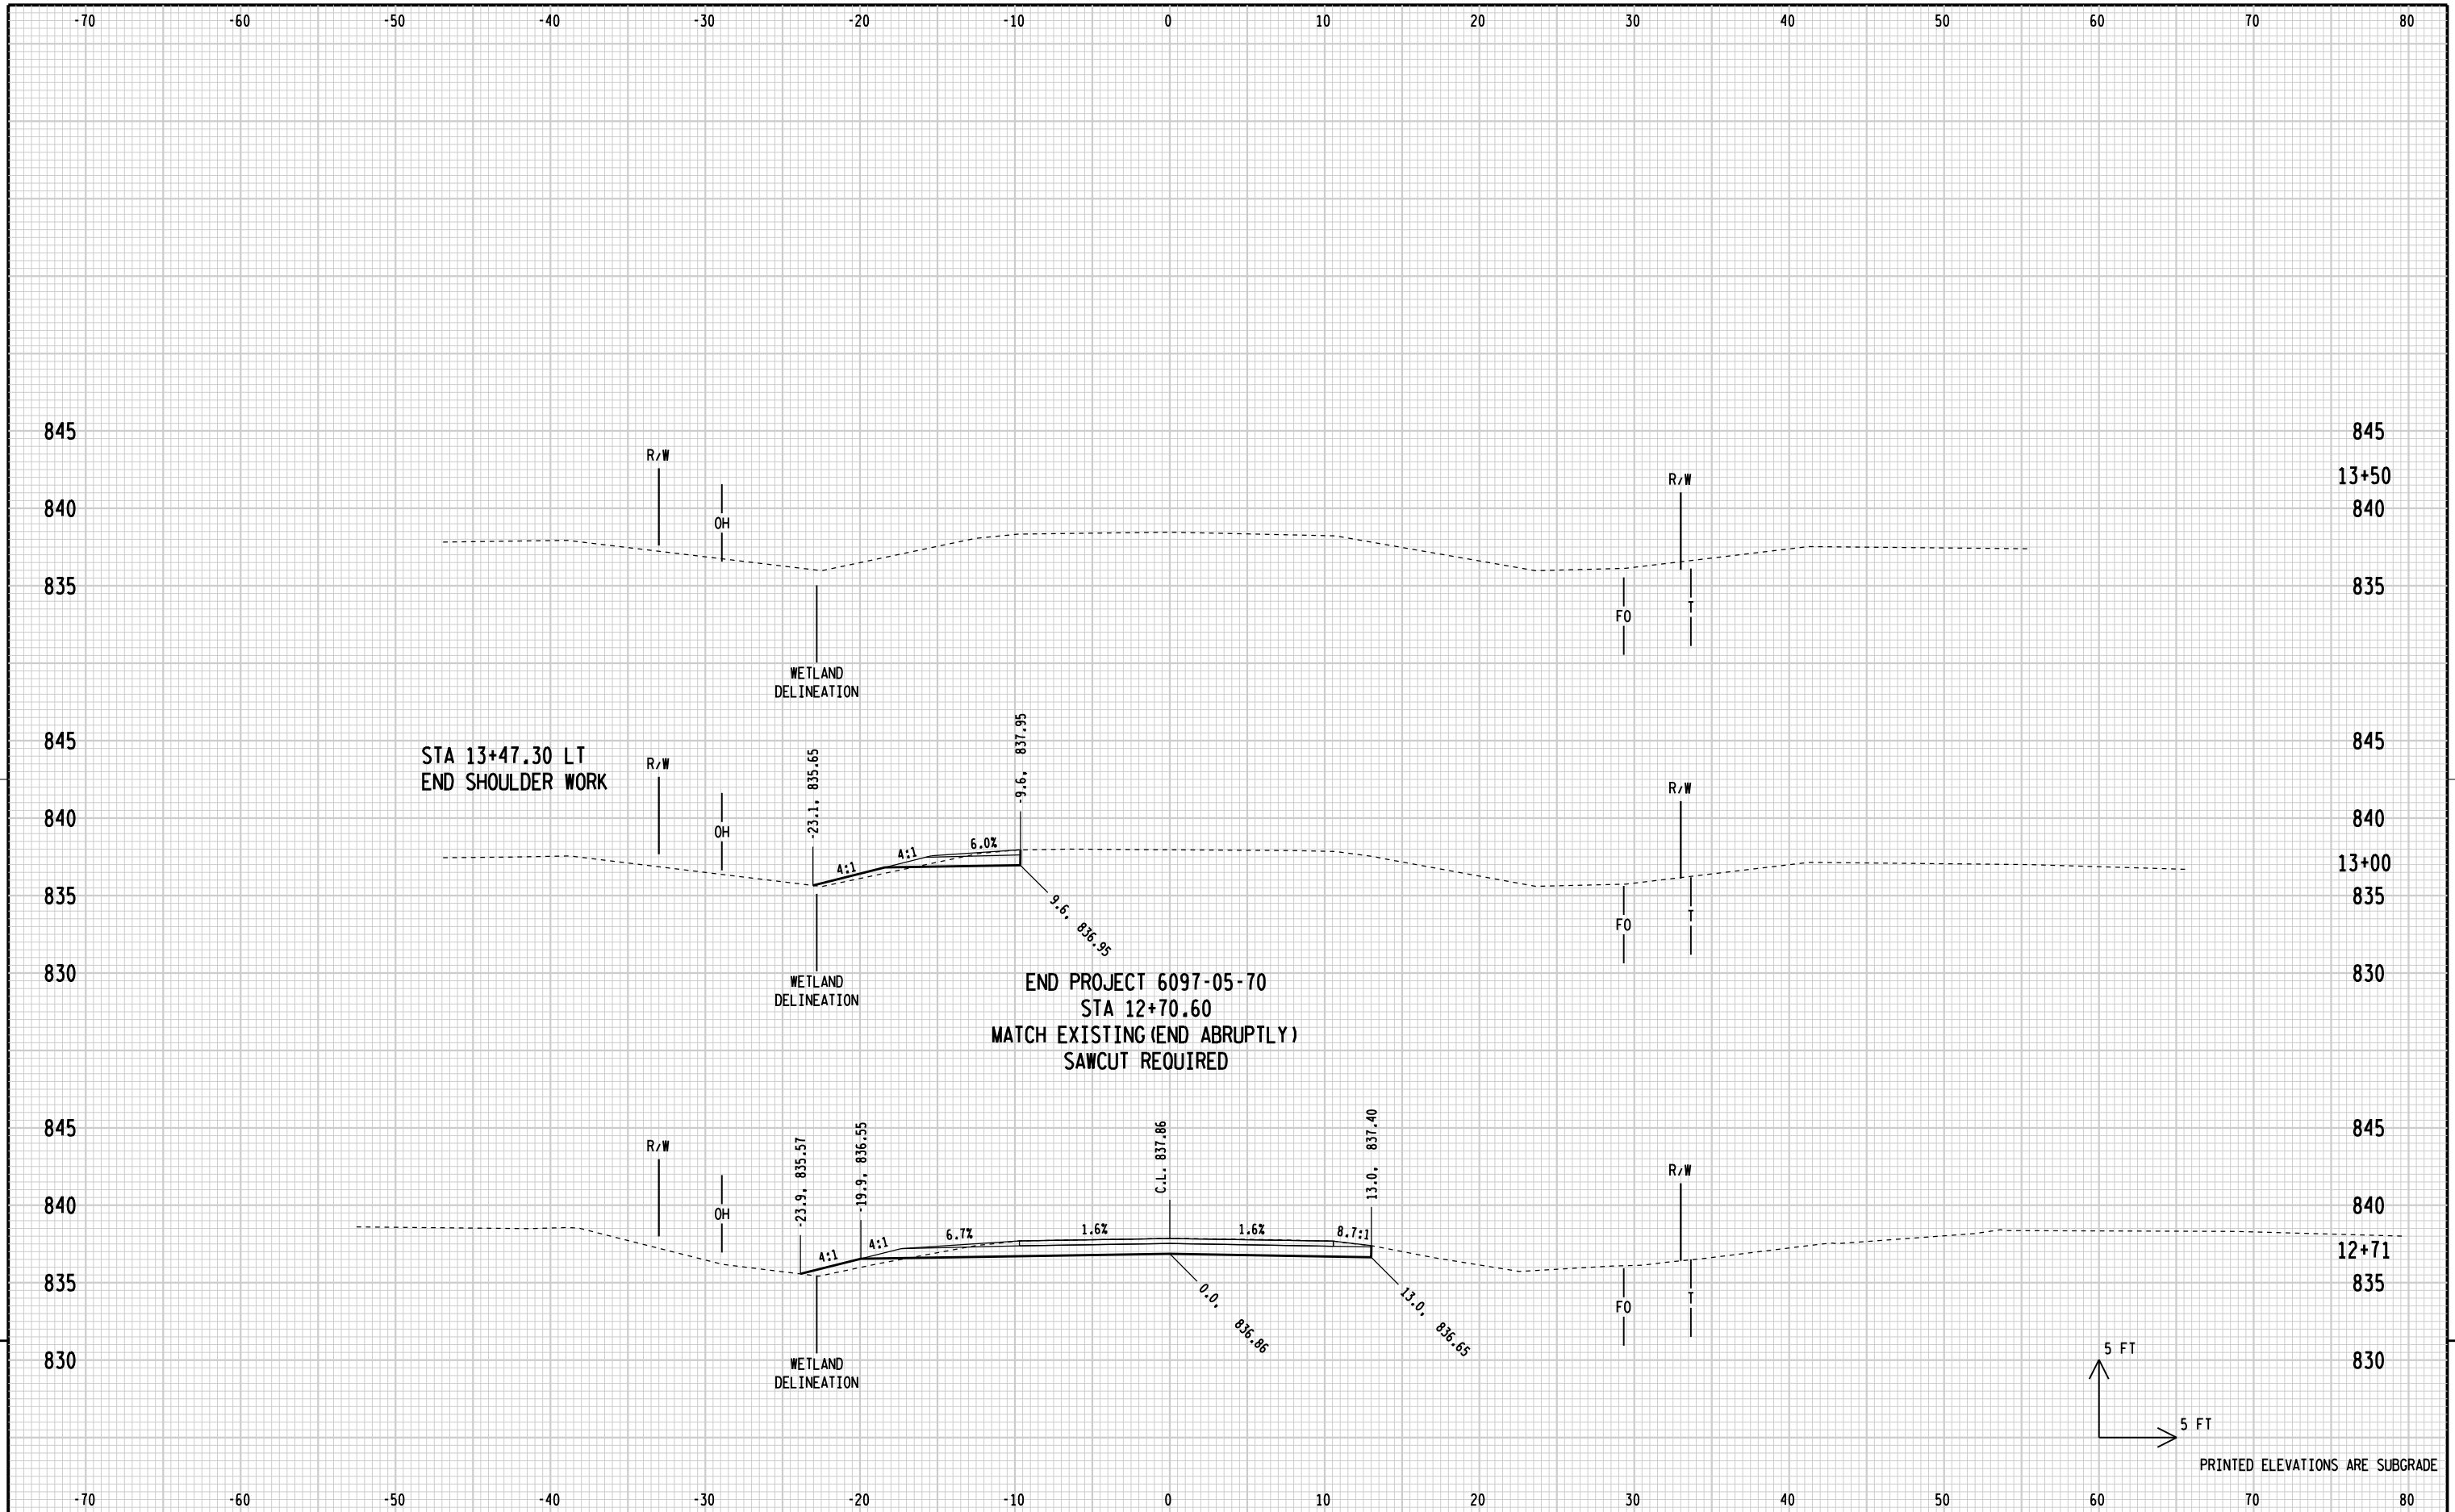 -70 -60 -50 -40 -30 -20 -10 0 10 20 30 40 50 60 70 80
845 845
R/W
13+50
R/W
840 840
OH
835 835
T
FO
WETLAND
DELINEATION
-23.1, 835.65
-9.6, 837.95
845 845
STA 13+47.30 LT
END SHOULDER WORK
R/W
R/W
840 840
OH
4:1 4:1 6.0%
13+00
835 835
9.6, 836.95
T
FO
830 830
WETLAND
DELINEATION
END PROJECT 6097-05-70
STA 12+70.60
MATCH EXISTING (END ABRUPTLY)
SAWCUT REQUIRED
-23.9, 835.57
-19.9, 836.55
C.L. 837.86
13.0, 837.40
845 845
R/W
R/W
840 840
OH
4:1 4:1 6.7% 1.6% 1.6% 8.7:1
12+71
835 835
0.0, 836.86
13.0, 836.65
T
FO
830 830
WETLAND
DELINEATION
5 FT
5 FT
PRINTED ELEVATIONS ARE SUBGRADE
-70 -60 -50 -40 -30 -20 -10 0 10 20 30 40 50 60 70 80